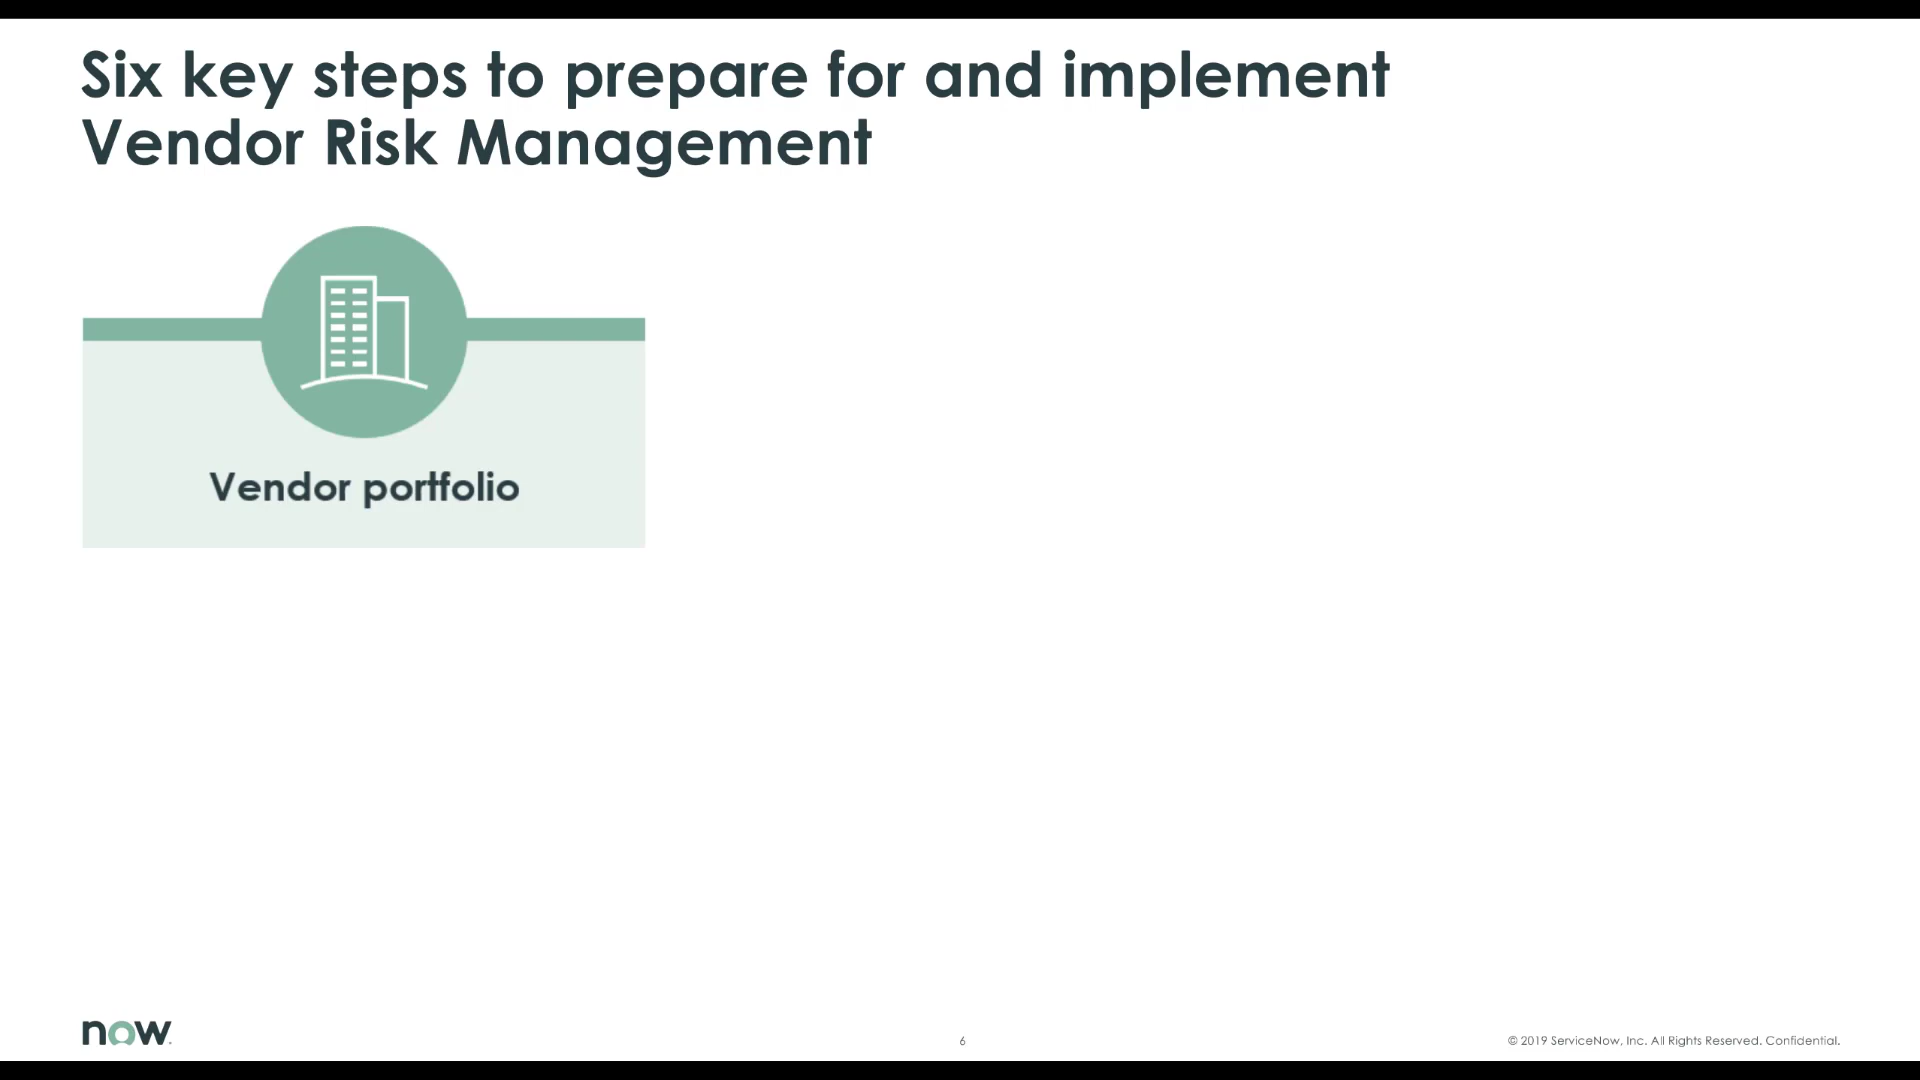 Six key steps to prepare for and implement
Vendor Risk Management
Vendor portfolio
now.
6
© 2019 ServiceNow, Inc. All Rights Reserved. Confidential.